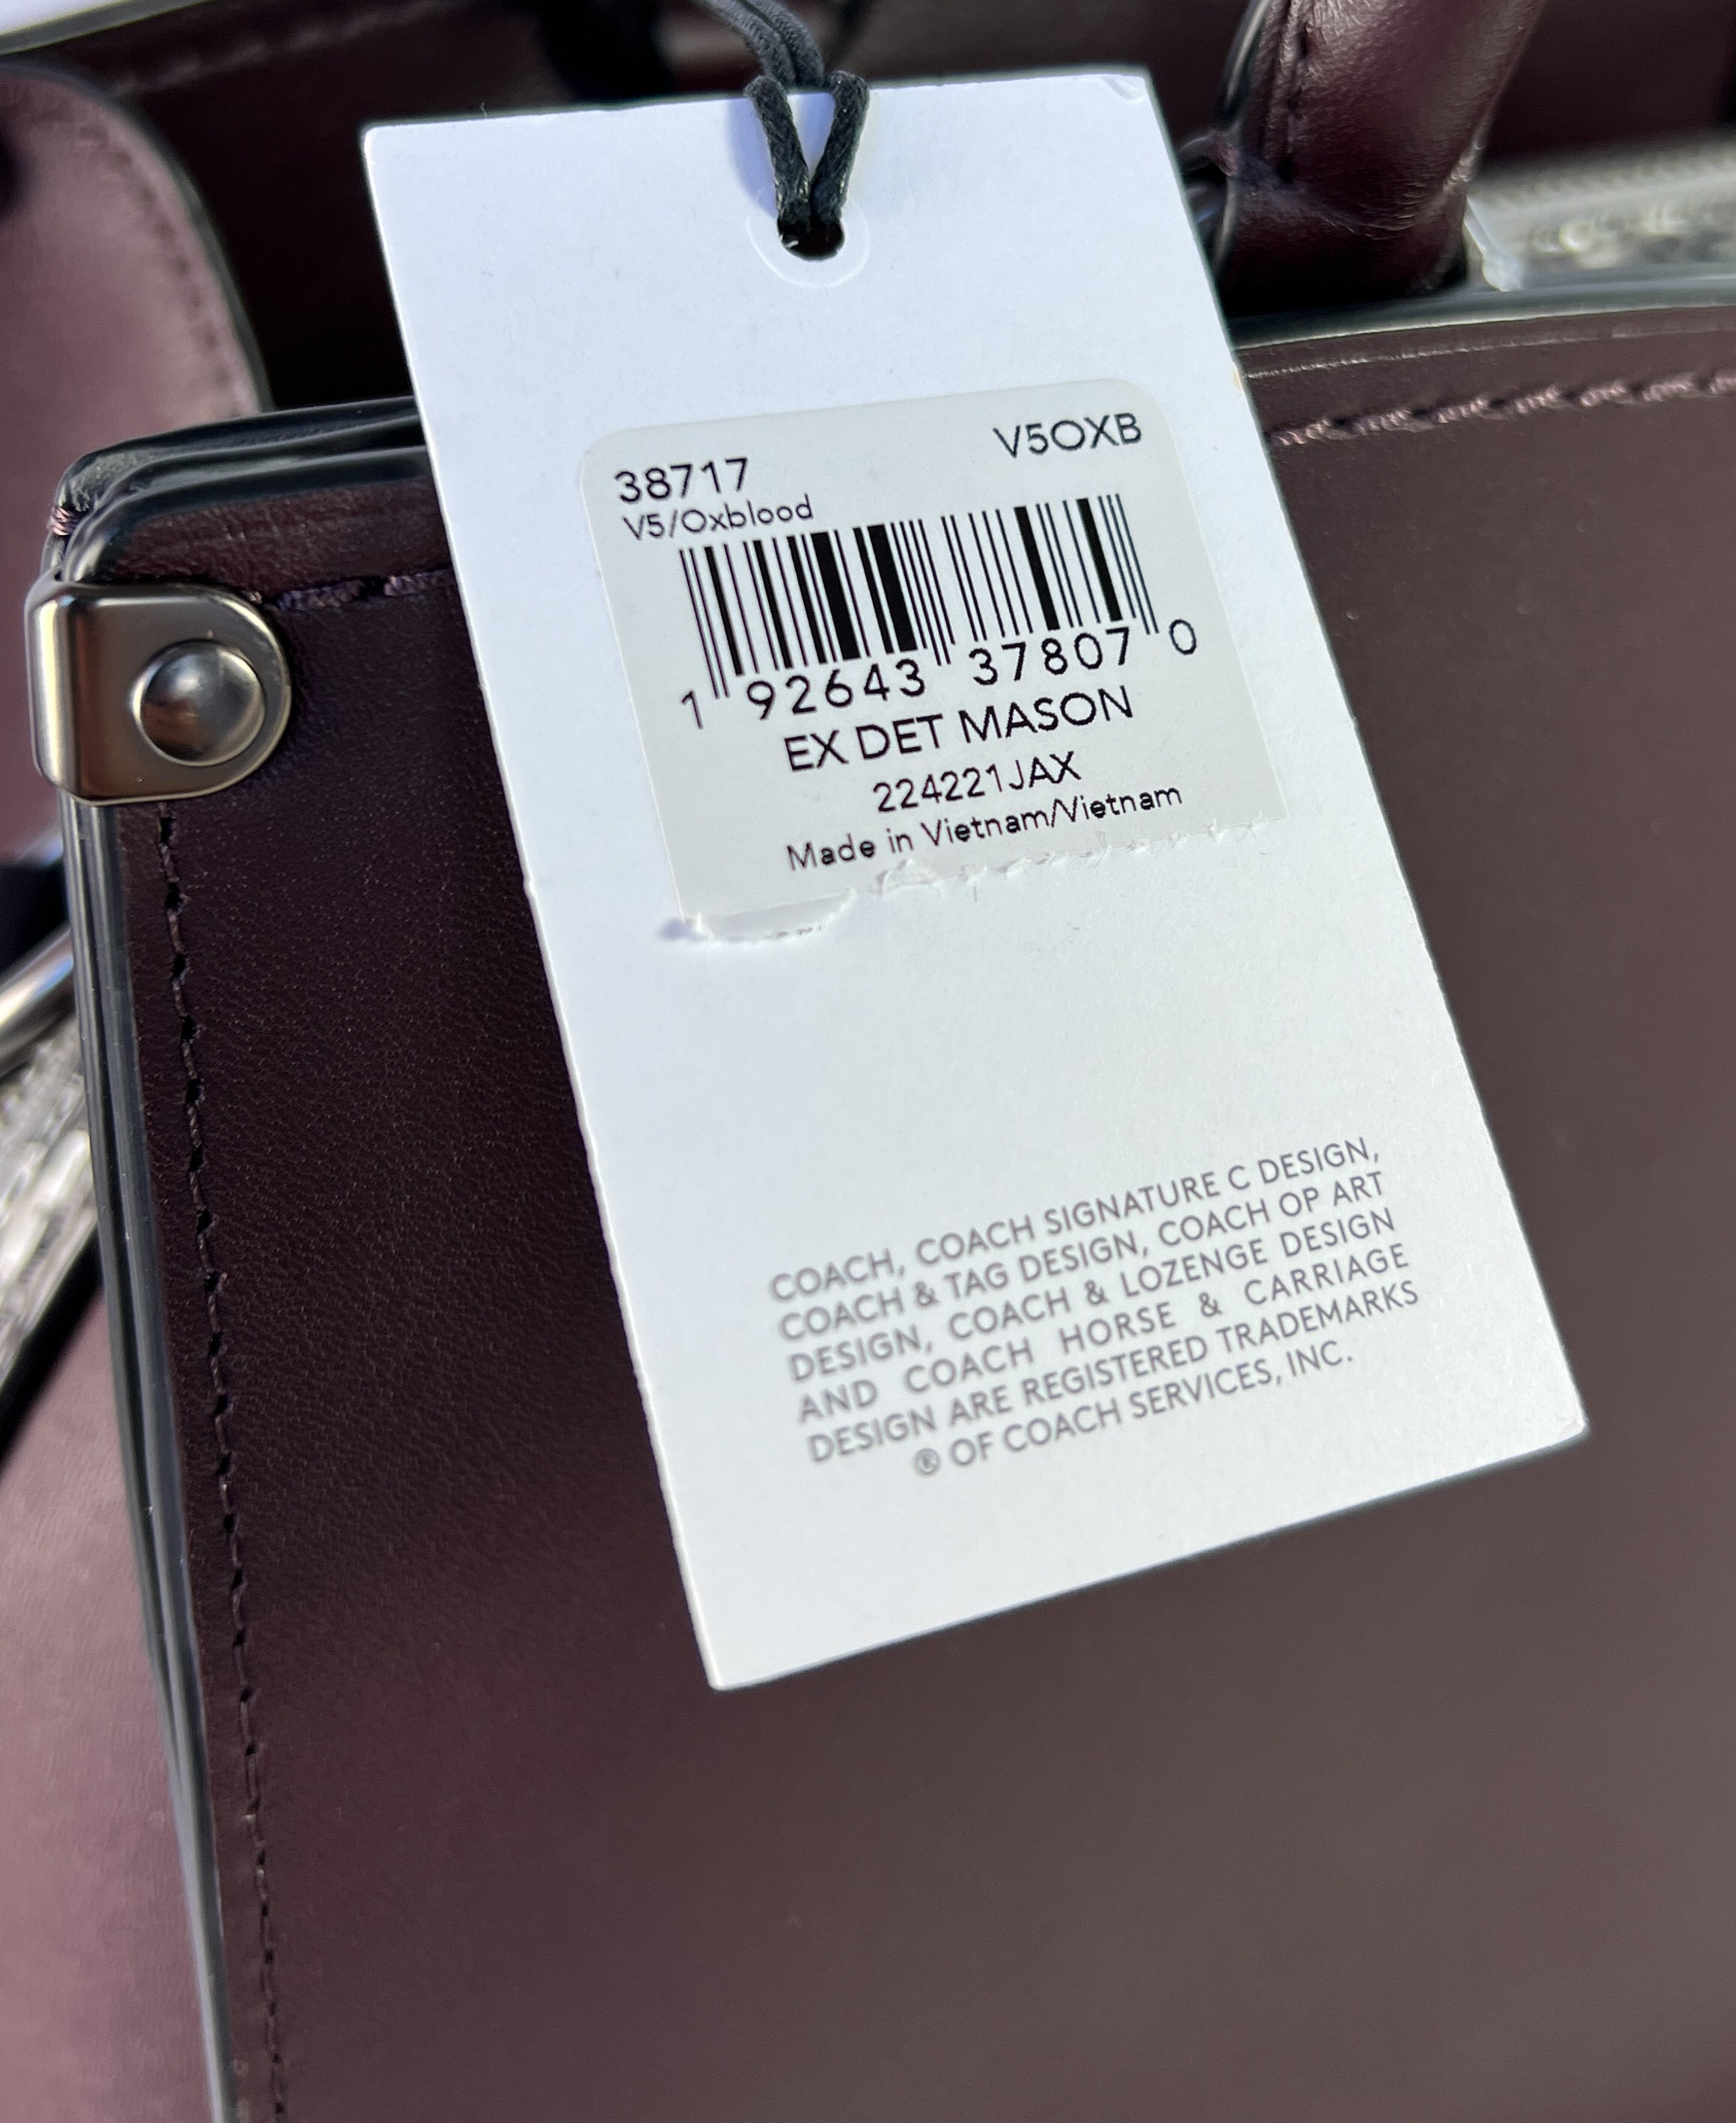 38717 V5OXB
V5/Oxblood
1 92643 37807 0
EX DET MASON
224221JAX
Made in Vietnam/Vietnam
COACH, COACH SIGNATURE C DESIGN,
COACH & TAG DESIGN, COACH OP ART
DESIGN, COACH & LOZENGE DESIGN
AND COACH HORSE & CARRIAGE
DESIGN ARE REGISTERED TRADEMARKS
® OF COACH SERVICES, INC.